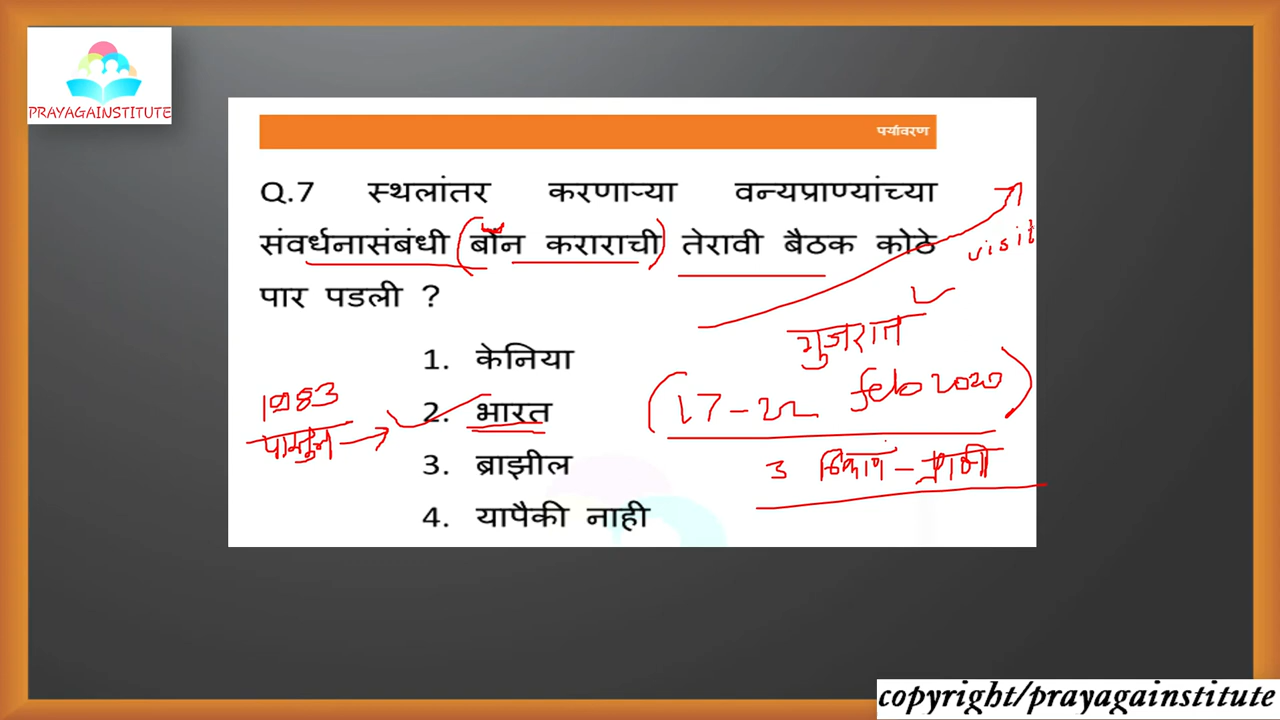 PRAYAGAINSTITUTE
पर्यावरण
Q.7 स्थलांतर करणाऱ्या वन्यप्राण्यांच्या
संवर्धनासंबंधी (बॉन कराराची) तेरावी बैठक कोठे
पार पडली ?
visit
गुजरात
1. केनिया
2. भारत
3. ब्राझील
4. यापैकी नाही
1983
पासून
(17-22 feb 2020)
3 ठिकाण -
copyright/prayagainstitute